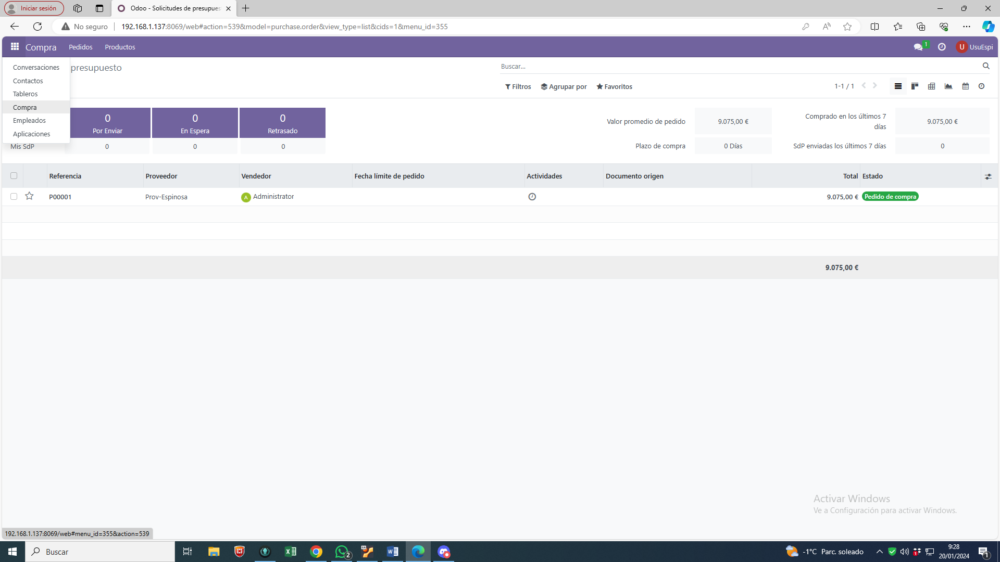 Iniciar sesión
Odoo - Solicitudes de presupues
No seguro
192.168.1.137:8069/web#action=539&model=purchase.order&view_type=list&cids=1&menu_id=355
Compra
Pedidos
Productos
1
U
UsuEspi
Conversaciones
Contactos
Tableros
Compra
Empleados
Aplicaciones
presupuesto
Buscar...
Filtros
Agrupar por
Favoritos
1-1 / 1
0
Por Enviar
0
En Espera
0
Retrasado
Mis SdP
0
0
0
Valor promedio de pedido
9.075,00 €
Comprado en los últimos 7
días
9.075,00 €
Plazo de compra
0 Días
SdP enviadas los últimos 7 días
0
Referencia
Proveedor
Vendedor
Fecha límite de pedido
Actividades
Documento origen
Total
Estado
P00001
Prov-Espinosa
A
Administrator
9.075,00 €
Pedido de compra
9.075,00 €
Activar Windows
Ve a Configuración para activar Windows.
192.168.1.137:8069/web#menu_id=355&action=539
Buscar
2
-1°C
Parc. soleado
9:28
20/01/2024
1